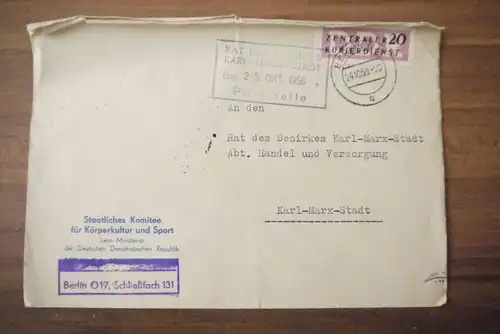 ZENTRALER 20
KURIERDIENST
RAT DES BEZIRKES
KARL-MARX-STADT
Eing. 25. OKT. 1956
Poststelle
An den
Rat des Bezirkes Karl-Marx-Stadt
Abt. Handel und Versorgung
Karl-Marx-Stadt
Staatliches Komitee
für Körperkultur und Sport
beim Ministerrat
der Deutschen Demokratischen Republik
Berlin O 17, Schließfach 131